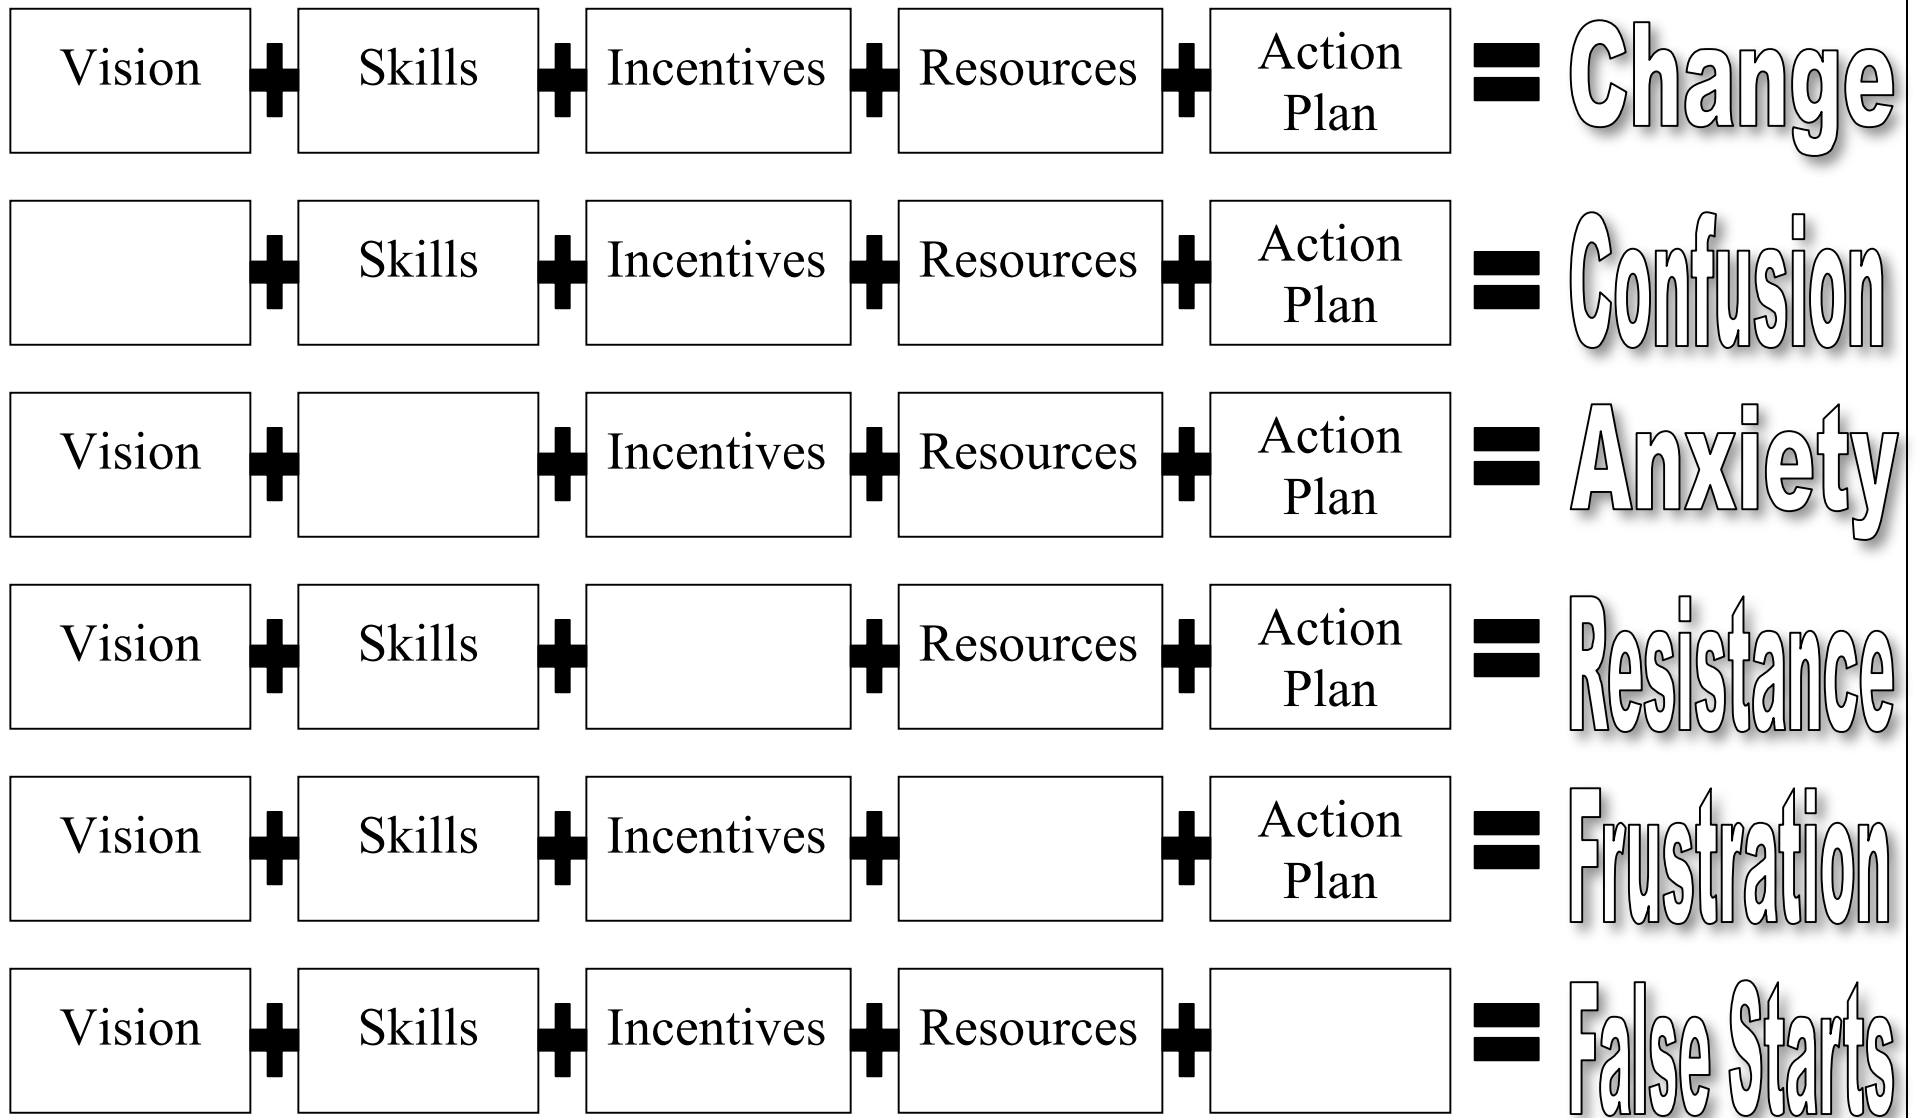 Vision + Skills + Incentives + Resources + Action Plan = Change
+ Skills + Incentives + Resources + Action Plan = Confusion
Vision + + Incentives + Resources + Action Plan = Anxiety
Vision + Skills + + Resources + Action Plan = Resistance
Vision + Skills + Incentives + + Action Plan = Frustration
Vision + Skills + Incentives + Resources + = False Starts